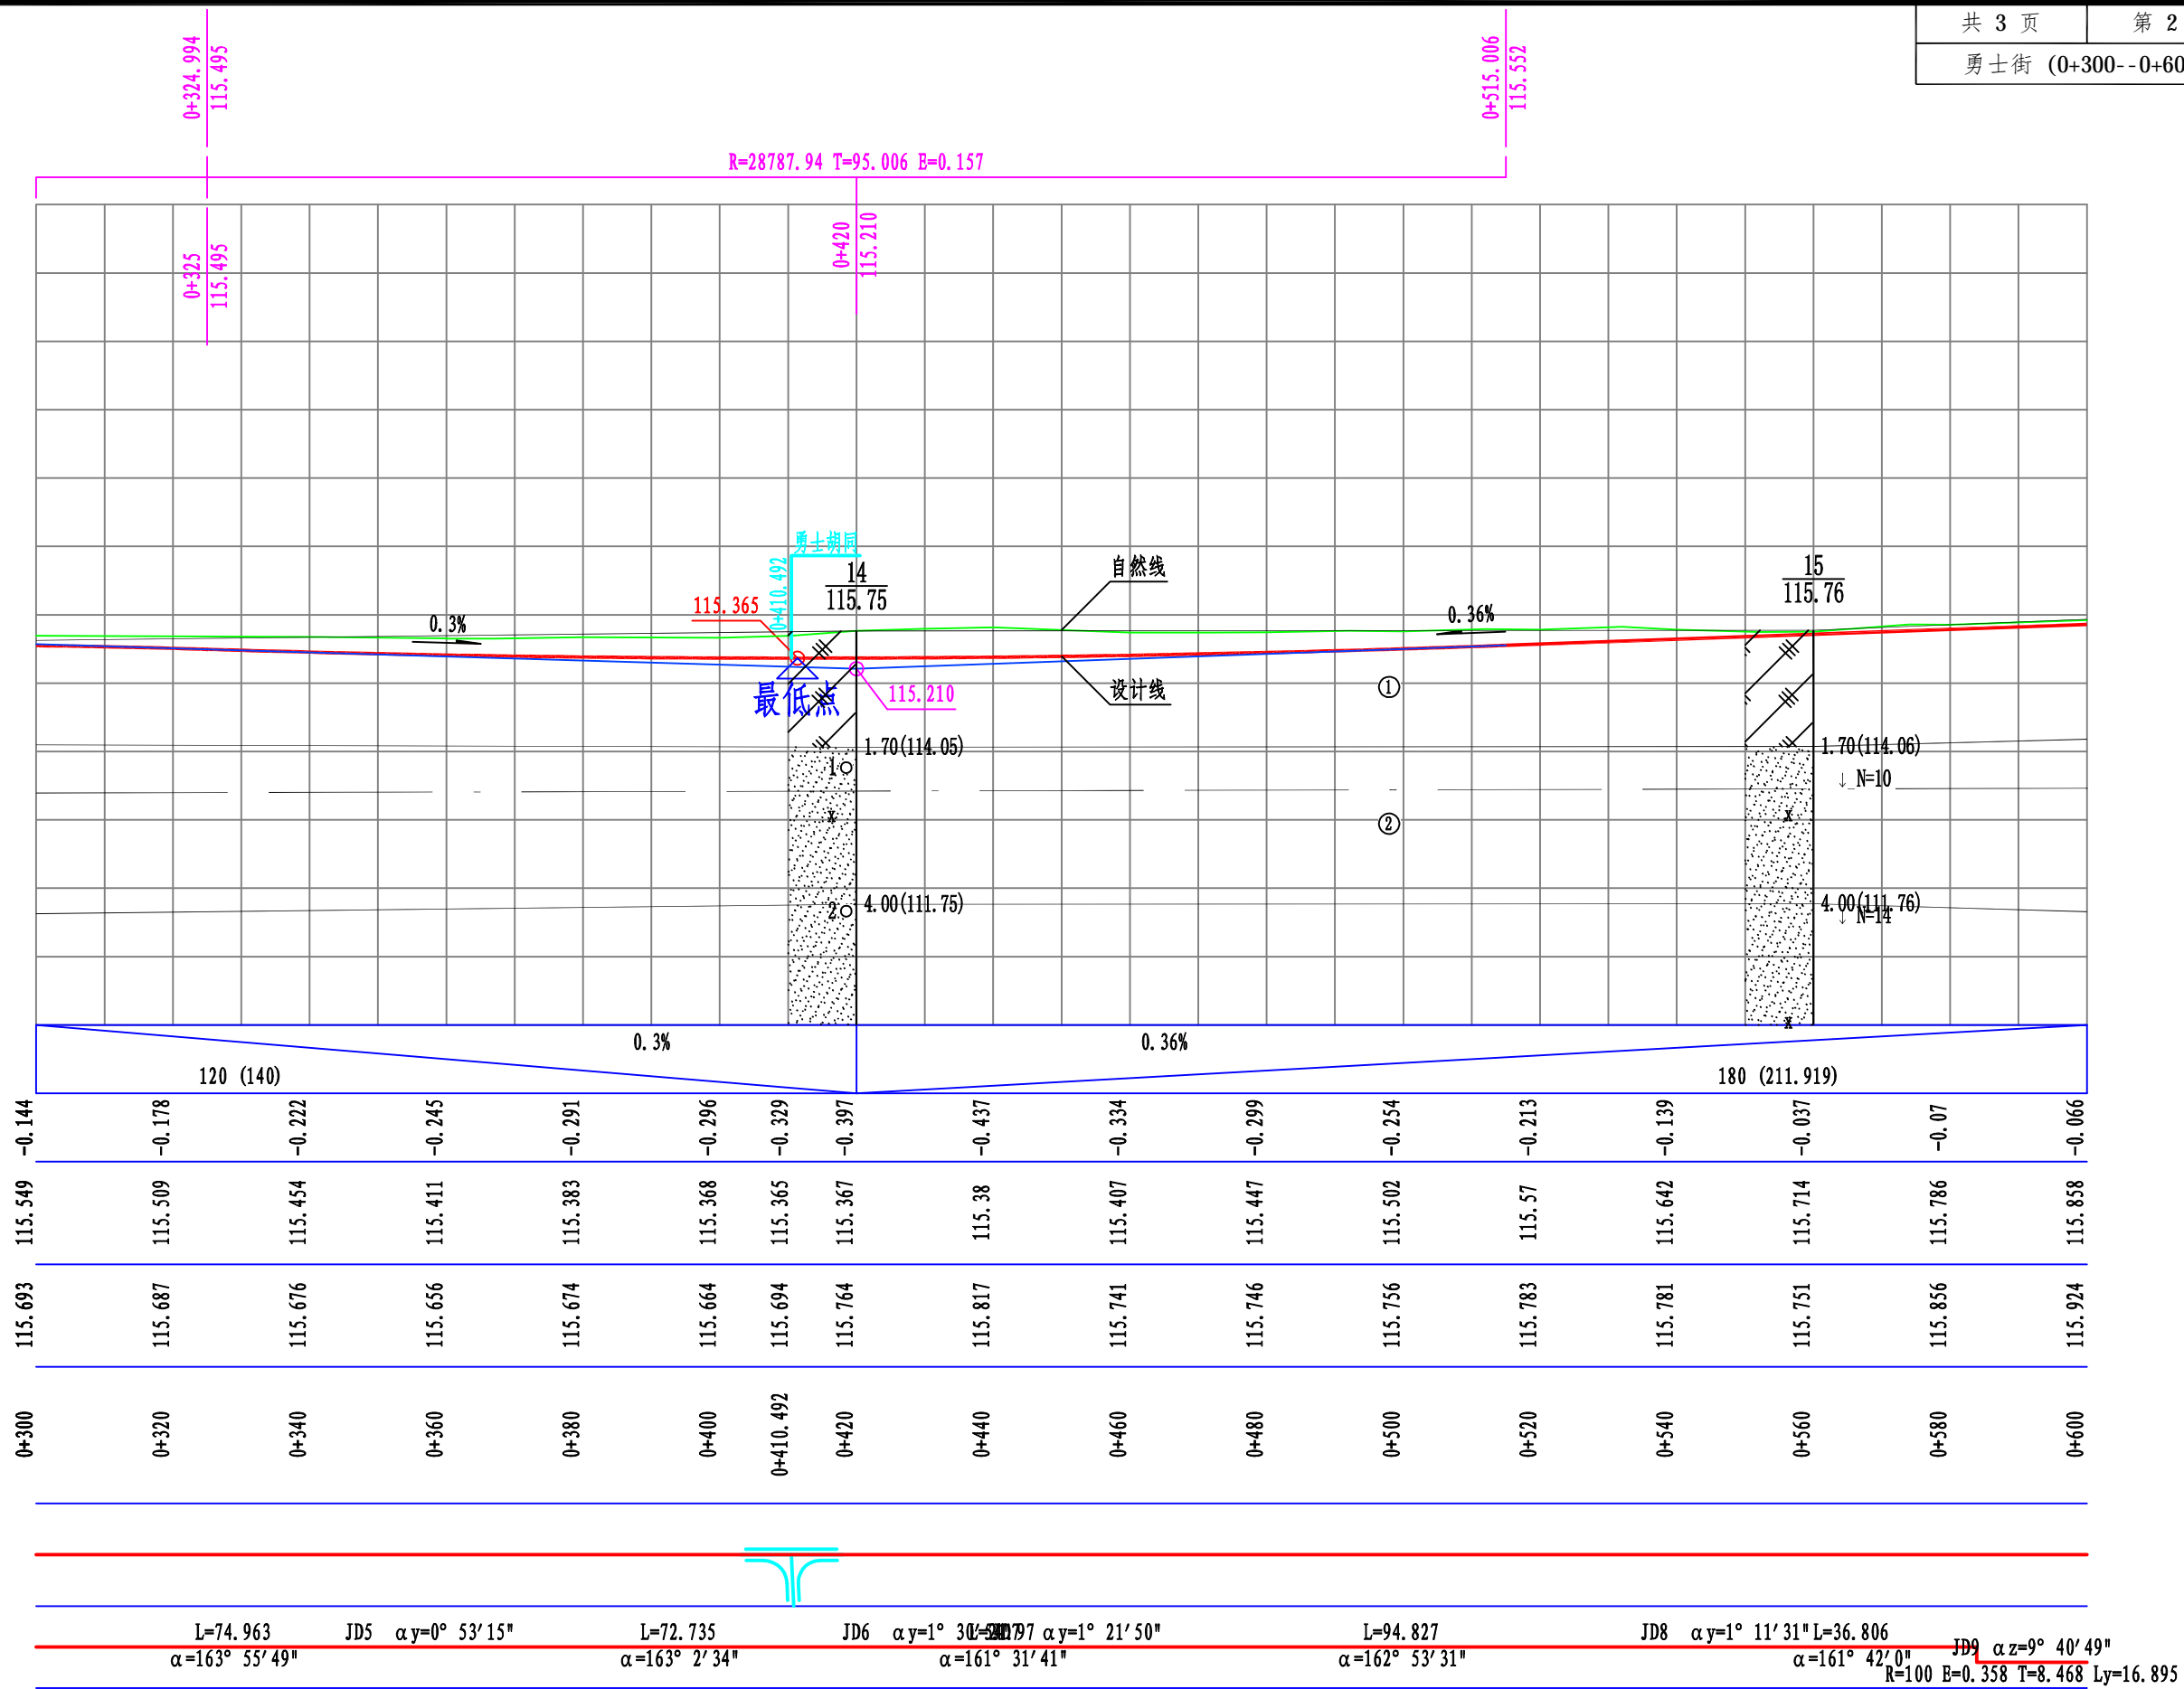 共 3 页
第 2
勇士街 (0+300--0+60
0+324.994
115.495
0+515.006
115.552
R=28787.94 T=95.006 E=0.157
0+325
115.495
0+420
115.210
勇士胡同
0+410.492
14
115.75
自然线
15
115.76
115.365
0.3%
0.36%
最低点
115.210
设计线
①
1.70(114.05)
1.70(114.06)
1
N=10
②
4.00(111.75)
4.00(111.76)
2
N=14
0.3%
0.36%
120 (140)
180 (211.919)
-0.144 -0.178 -0.222 -0.245 -0.291 -0.296 -0.329 -0.397 -0.437 -0.334 -0.299 -0.254 -0.213 -0.139 -0.037 -0.07 -0.066
115.549 115.509 115.454 115.411 115.383 115.368 115.365 115.367 115.38 115.407 115.447 115.502 115.57 115.642 115.714 115.786 115.858
115.693 115.687 115.676 115.656 115.674 115.664 115.694 115.764 115.817 115.741 115.746 115.756 115.783 115.781 115.751 115.856 115.924
0+300 0+320 0+340 0+360 0+380 0+400 0+410.492 0+420 0+440 0+460 0+480 0+500 0+520 0+540 0+560 0+580 0+600
L=74.963 JD5 αy=0° 53′15" L=72.735 JD6 αy=1° 30′ αy=1° 21′50" L=94.827 JD8 αy=1° 11′31" L=36.806
JD9 αz=9° 40′49"
α=163° 55′49" α=163° 2′34" α=161° 31′41" α=162° 53′31" α=161° 42′0"
R=100 E=0.358 T=8.468 Ly=16.895